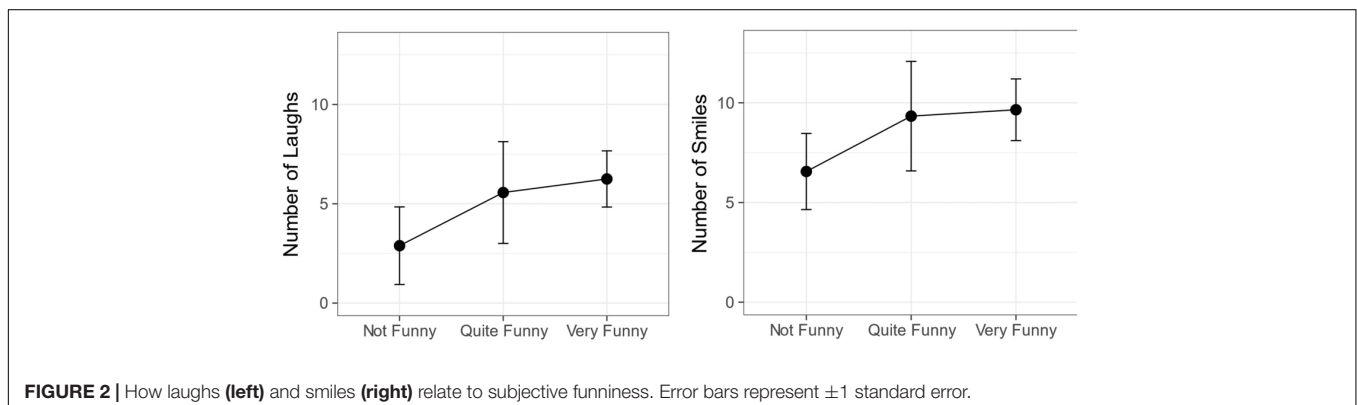 Number of Laughs
10
5
0
Not Funny Quite Funny Very Funny
Number of Smiles
10
5
0
Not Funny Quite Funny Very Funny
FIGURE 2 | How laughs (left) and smiles (right) relate to subjective funniness. Error bars represent ±1 standard error.